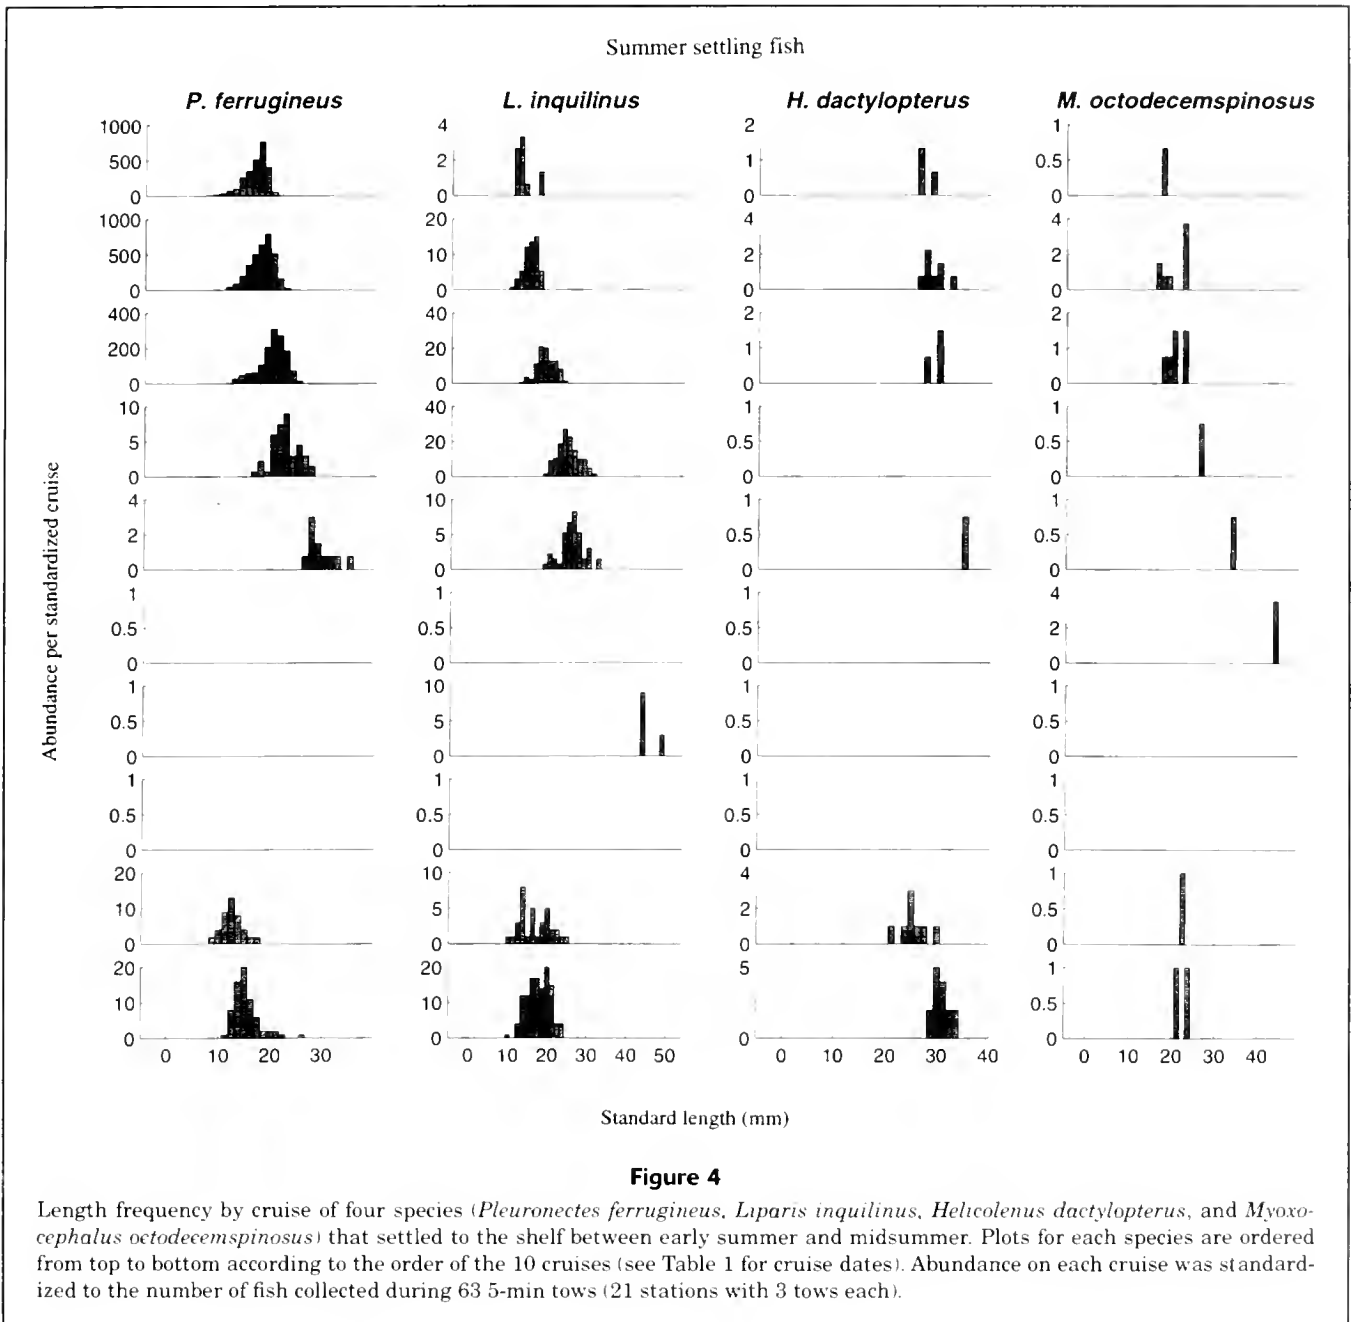 Summer settling fish
P. ferrugineus L. inquilinus H. dactylopterus M. octodecemspinosus
1000 4 2 1
500 2 1 0.5
0 0 0 0
1000 20 4 4
500 10 2 2
0 0 0 0
400 40 2 2
200 20 1 1
0 0 0 0
10 40 1 1
5 20 0.5 0.5
0 0 0 0
4 10 1 1
2 5 0.5 0.5
0 0 0 0
1 1 1 4
0.5 0.5 0.5 2
0 0 0 0
1 10 1 1
0.5 5 0.5 0.5
0 0 0 0
1 1 1 1
0.5 0.5 0.5 0.5
0 0 0 0
20 10 4 1
10 5 2 0.5
0 0 0 0
20 20 5 1
10 10 0.5
0 0 0 0
0 10 20 30 0 10 20 30 40 50 0 10 20 30 40 0 10 20 30 40
Abundance per standardized cruise
Standard length (mm)
Figure 4
Length frequency by cruise of four species (Pleuronectes ferrugineus, Liparis inquilinus, Helicolenus dactylopterus, and Myoxo-
cephalus octodecemspinosus) that settled to the shelf between early summer and midsummer. Plots for each species are ordered
from top to bottom according to the order of the 10 cruises (see Table 1 for cruise dates). Abundance on each cruise was standard-
ized to the number of fish collected during 63 5-min tows (21 stations with 3 tows each).